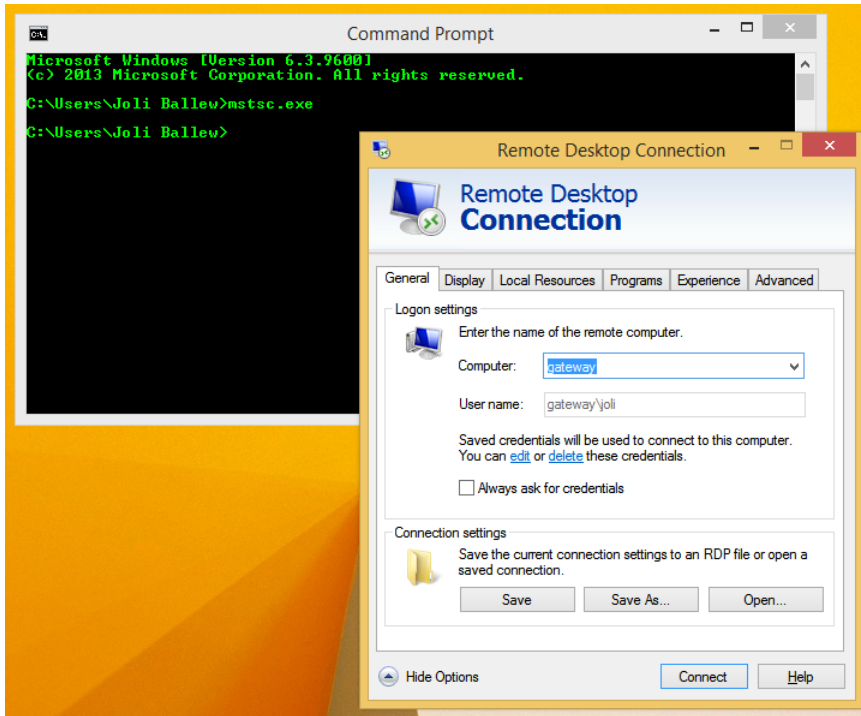 Command Prompt
Microsoft Windows [Version 6.3.9600]
(c) 2013 Microsoft Corporation. All rights reserved.
C:\Users\Joli Ballew>mstsc.exe
C:\Users\Joli Ballew>
Remote Desktop Connection
Remote Desktop
Connection
General Display Local Resources Programs Experience Advanced
Logon settings
Enter the name of the remote computer.
Computer: gateway
User name: gateway\joli
Saved credentials will be used to connect to this computer.
You can edit or delete these credentials.
Always ask for credentials
Connection settings
Save the current connection settings to an RDP file or open a
saved connection.
Save Save As... Open...
Hide Options Connect Help